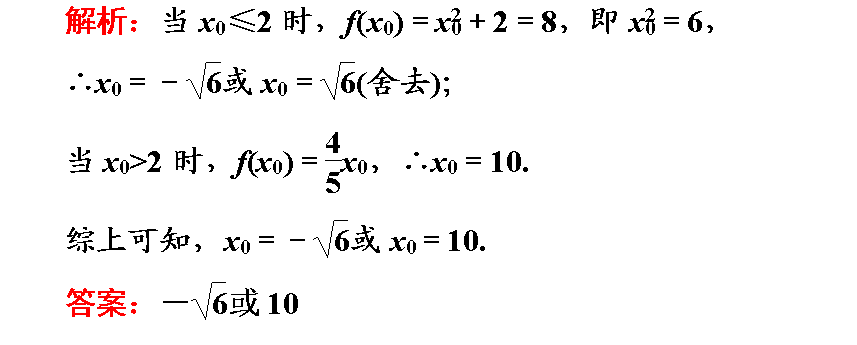 解析：当 x₀≤2 时，f(x₀) = x₀² + 2 = 8，即 x₀² = 6，
∴x₀ = －√6或 x₀ = √6(舍去)；
当 x₀>2 时，f(x₀) = 4/5x₀，∴x₀ = 10.
综上可知，x₀ = －√6或 x₀ = 10.
答案：－√6或 10